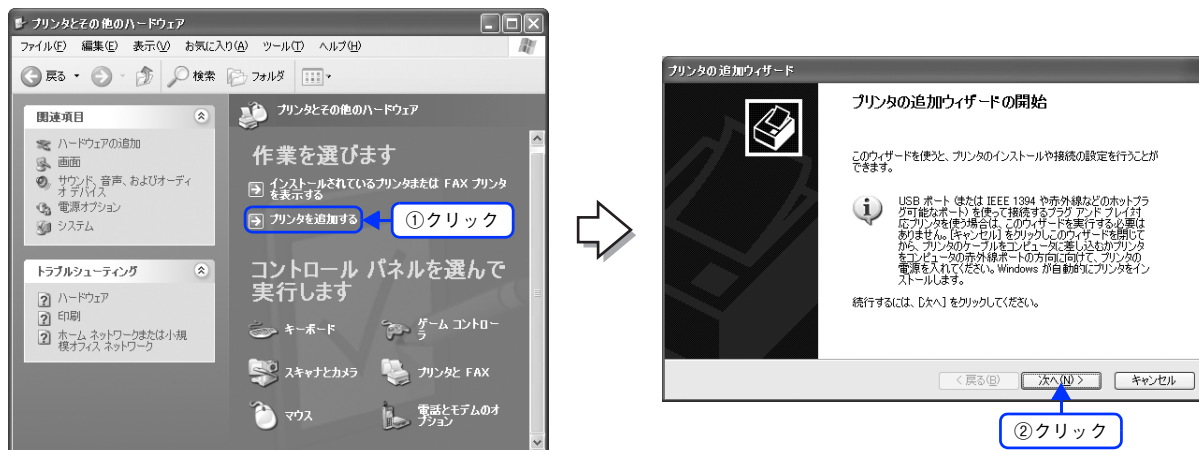 プリンタとその他のハードウェア
ファイル(F) 編集(E) 表示(V) お気に入り(A) ツール(T) ヘルプ(H)
戻る 検索 フォルダ
関連項目
ハードウェアの追加
画面
サウンド、音声、およびオーディ
オ デバイス
電源オプション
システム
トラブルシューティング
ハードウェア
印刷
ホーム ネットワークまたは小規
模オフィス ネットワーク
プリンタとその他のハードウェア
作業を選びます
インストールされているプリンタまたは FAX プリンタ
を表示する
プリンタを追加する
①クリック
コントロール パネルを選んで
実行します
キーボード
ゲーム コントロー
ラ
スキャナとカメラ
プリンタと FAX
マウス
電話とモデムのオ
プション
プリンタの追加ウィザード
プリンタの追加ウィザードの開始
このウィザードを使うと、プリンタのインストールや接続の設定を行うことが
できます。
USB ポート (または IEEE 1394 や赤外線などのホットプラ
グ可能なポート) を使って接続するプラグ アンド プレイ対
応プリンタを使う場合は、このウィザードを実行する必要は
ありません。[キャンセル] をクリックしこのウィザードを閉じて
から、プリンタのケーブルをコンピュータに差し込むかプリンタ
をコンピュータの赤外線ポートの方向に向けて、プリンタの
電源を入れてください。Windows が自動的にプリンタをイン
ストールします。
続行するには、[次へ] をクリックしてください。
< 戻る(B) 次へ(N) > キャンセル
②クリック